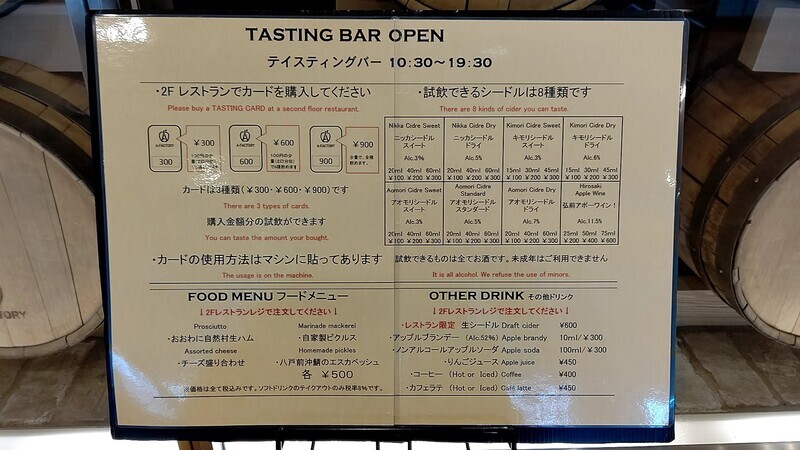 TASTING BAR OPEN
テイスティングバー 10:30～19:30
・2F レストランでカードを購入してください
Please buy a TASTING CARD at a second floor restaurant.
A-FACTORY
300
¥300
A-FACTORY
600
¥600
A-FACTORY
900
¥900
カードは3種類（¥300・¥600・¥900）です
There are 3 types of cards.
購入金額分の試飲ができます
You can taste the amount your bought.
・カードの使用方法はマシンに貼ってあります
The usage is on the machine.
・試飲できるシードルは8種類です
There are 8 kinds of cider you can taste.
Nikka Cidre Sweet
ニッカシードル
スイート
Alc.3%
20ml 40ml 60ml
¥100 ¥200 ¥300
Nikka Cidre Dry
ニッカシードル
ドライ
Alc.5%
20ml 40ml 60ml
¥100 ¥200 ¥300
Kimori Cidre Sweet
キモリシードル
スイート
Alc.3%
15ml 30ml 45ml
¥100 ¥200 ¥300
Kimori Cidre Dry
キモリシードル
ドライ
Alc.6%
15ml 30ml 45ml
¥100 ¥200 ¥300
Aomori Cidre Sweet
アオモリシードル
スイート
Alc.3%
20ml 40ml 60ml
¥100 ¥200 ¥300
Aomori Cidre
Standard
アオモリシードル
スタンダード
Alc.5%
20ml 40ml 60ml
¥100 ¥200 ¥300
Aomori Cidre Dry
アオモリシードル
ドライ
Alc.7%
20ml 40ml 60ml
¥100 ¥200 ¥300
Hirosaki
Apple Wine
弘前アポーワイン！
Alc.11.5%
25ml 50ml 75ml
¥200 ¥400 ¥600
試飲できるものは全てお酒です。未成年はご利用できません
It is all alcohol. We refuse the use of minors.
FOOD MENU フードメニュー
↓2Fレストランレジで注文してください！
Prosciutto
・おおわに自然村生ハム
Assorted cheese
・チーズ盛り合わせ
Marinade mackerei
・自家製ピクルス
Homemade pickles
・八戸前沖鯖のエスカベッシュ
各 ¥500
※価格は全て税込みです。ソフトドリンクのテイクアウトのみ税率8%です。
OTHER DRINK その他ドリンク
↓2Fレストランレジで注文してください！
・レストラン限定 生シードル Draft cider ¥600
・アップルブランデー (Alc.52%) Apple brandy 10ml/¥300
・ノンアルコールアップルソーダ Apple soda 100ml/¥300
・りんごジュース Apple juice ¥450
・コーヒー (Hot or Iced) Coffee ¥400
・カフェラテ (Hot or Iced) Café latte ¥450